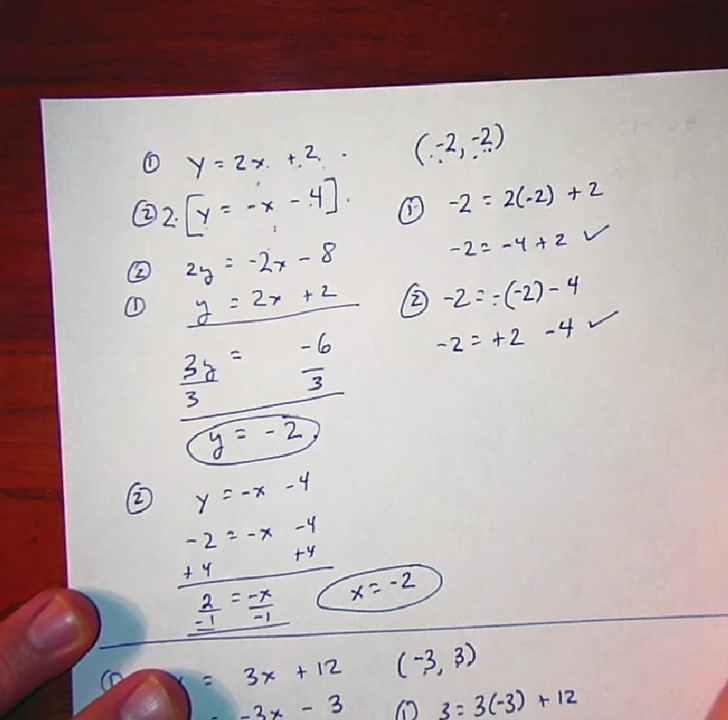 ① y = 2x + 2
② 2·[y = -x - 4]
② 2y = -2x - 8
① y = 2x + 2
3y = -6
3 3
y = -2
② y = -x - 4
-2 = -x - 4
+4 +4
2 = -x
-1 -1
x = -2
(-2, -2)
① -2 = 2(-2) + 2
-2 = -4 + 2 ✓
② -2 = -(-2) - 4
-2 = +2 - 4 ✓
= 3x + 12
-3x - 3
(-3, 3)
① 3 = 3(-3) + 12